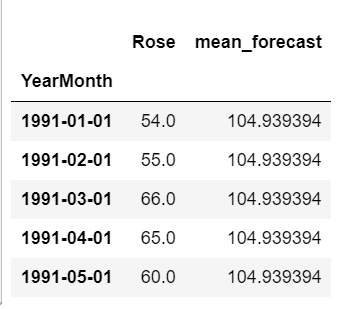 Rose mean_forecast
YearMonth
1991-01-01 54.0 104.939394
1991-02-01 55.0 104.939394
1991-03-01 66.0 104.939394
1991-04-01 65.0 104.939394
1991-05-01 60.0 104.939394